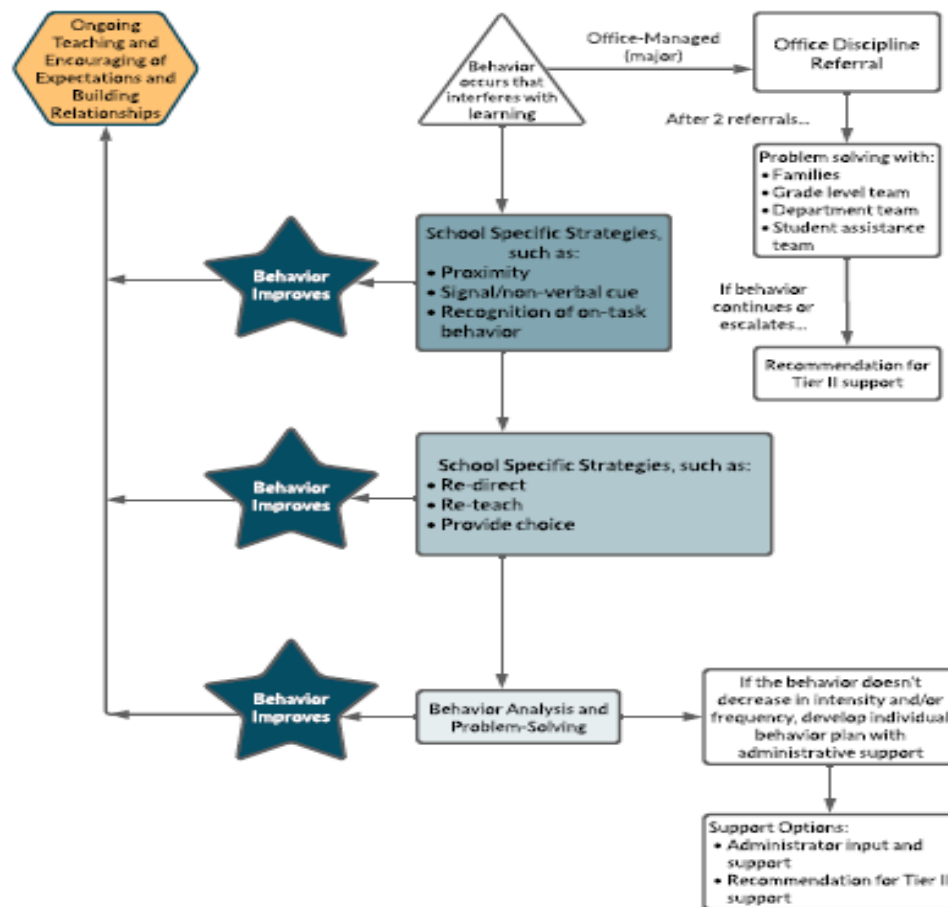 Ongoing
Teaching and
Encouraging of
Expectations and
Building
Relationships
Behavior
occurs that
interferes with
learning
Office-Managed
(major)
Office Discipline
Referral
After 2 referrals...
Problem solving with:
• Families
• Grade level team
• Department team
• Student assistance
team
If behavior
continues or
escalates...
Recommendation for
Tier II support
School Specific Strategies,
such as:
• Proximity
• Signal/non-verbal cue
• Recognition of on-task
behavior
Behavior
Improves
School Specific Strategies, such as:
• Re-direct
• Re-teach
• Provide choice
Behavior
Improves
Behavior Analysis and
Problem-Solving
Behavior
Improves
If the behavior doesn't
decrease in intensity and/or
frequency, develop individual
behavior plan with
administrative support
Support Options:
• Administrator input and
support
• Recommendation for Tier II
support